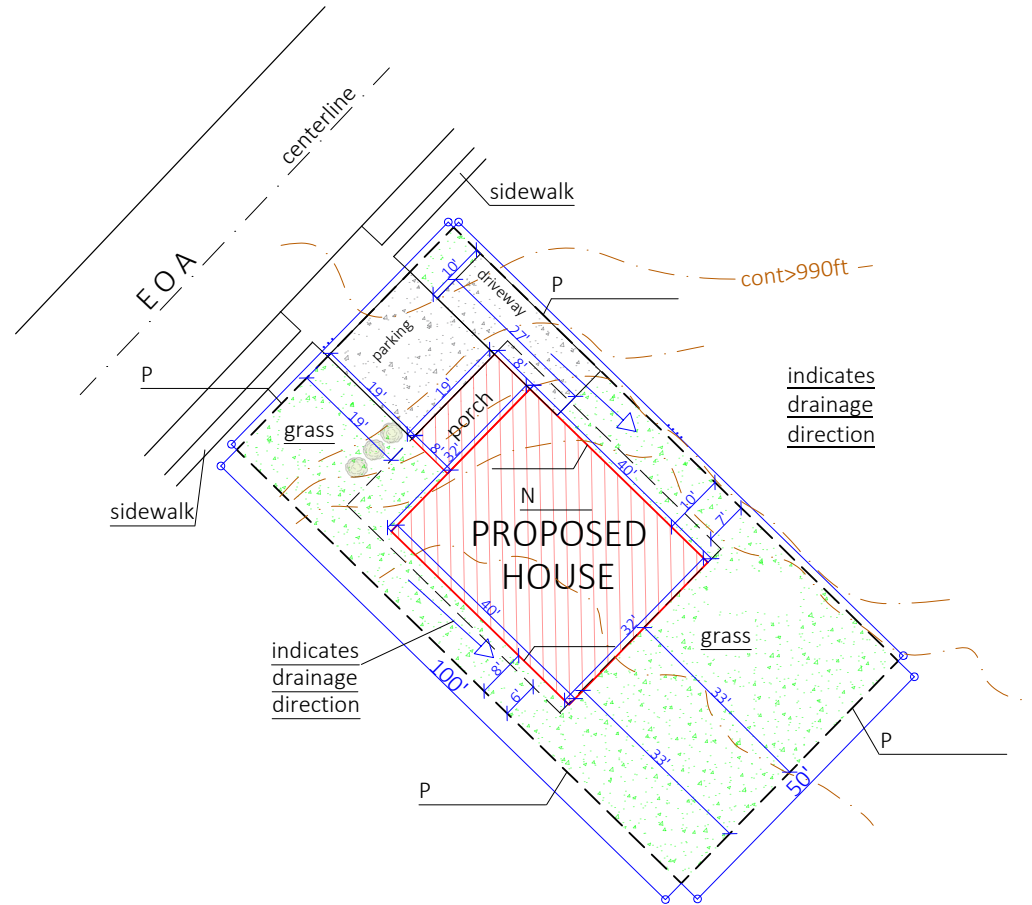 centerline
sidewalk
E O A
10'
driveway
P
cont>990ft
27'
parking
P
8'
indicates
drainage
direction
19'
19'
19'
porch
grass
8'
32'
40'
10'
7'
N
sidewalk
PROPOSED
HOUSE
40'
32'
grass
indicates
drainage
direction
8'
100'
6'
33'
33'
P
50'
P